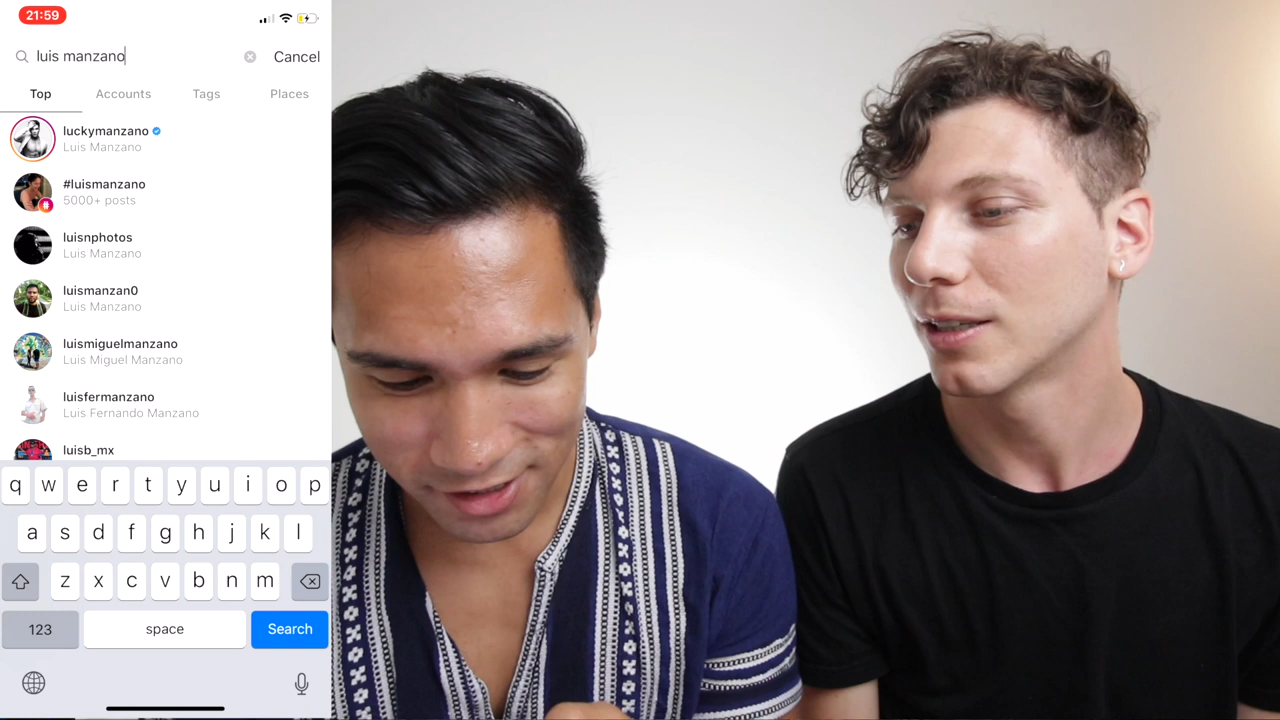 21:59
luis manzano
Cancel
Top Accounts Tags Places
luckymanzano
Luis Manzano
#luismanzano
5000+ posts
luisnphotos
Luis Manzano
luismanzan0
Luis Manzano
luismiguelmanzano
Luis Miguel Manzano
luisfermanzano
Luis Fernando Manzano
luisb_mx
q w e r t y u i o p
a s d f g h j k l
z x c v b n m
123 space Search